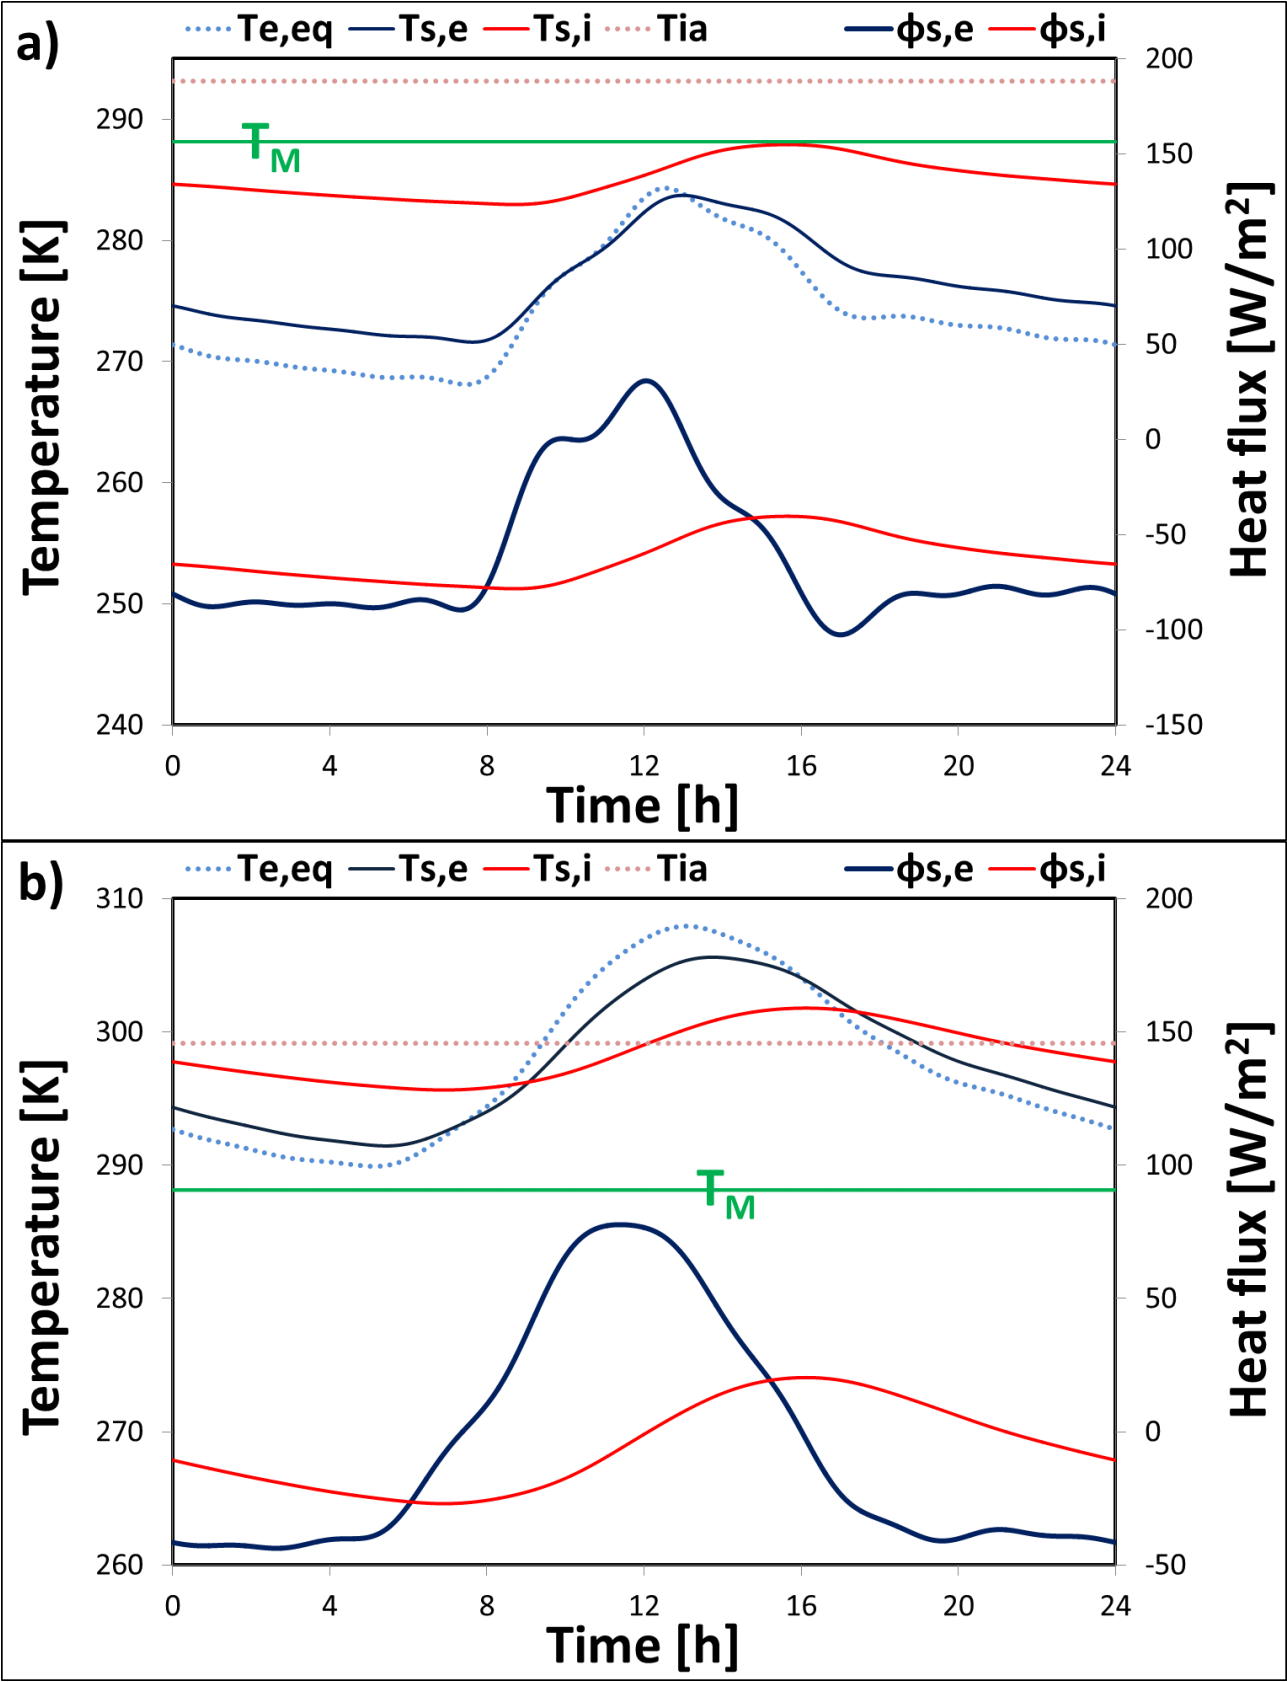 a)
Te,eq Ts,e Ts,i Tia ϕs,e ϕs,i
Temperature [K]
290
280
270
260
250
240
TM
Heat flux [W/m2]
200
150
100
50
0
-50
-100
-150
0 4 8 12 16 20 24
Time [h]
b)
Te,eq Ts,e Ts,i Tia ϕs,e ϕs,i
Temperature [K]
310
300
290
280
270
260
TM
Heat flux [W/m2]
200
150
100
50
0
-50
0 4 8 12 16 20 24
Time [h]